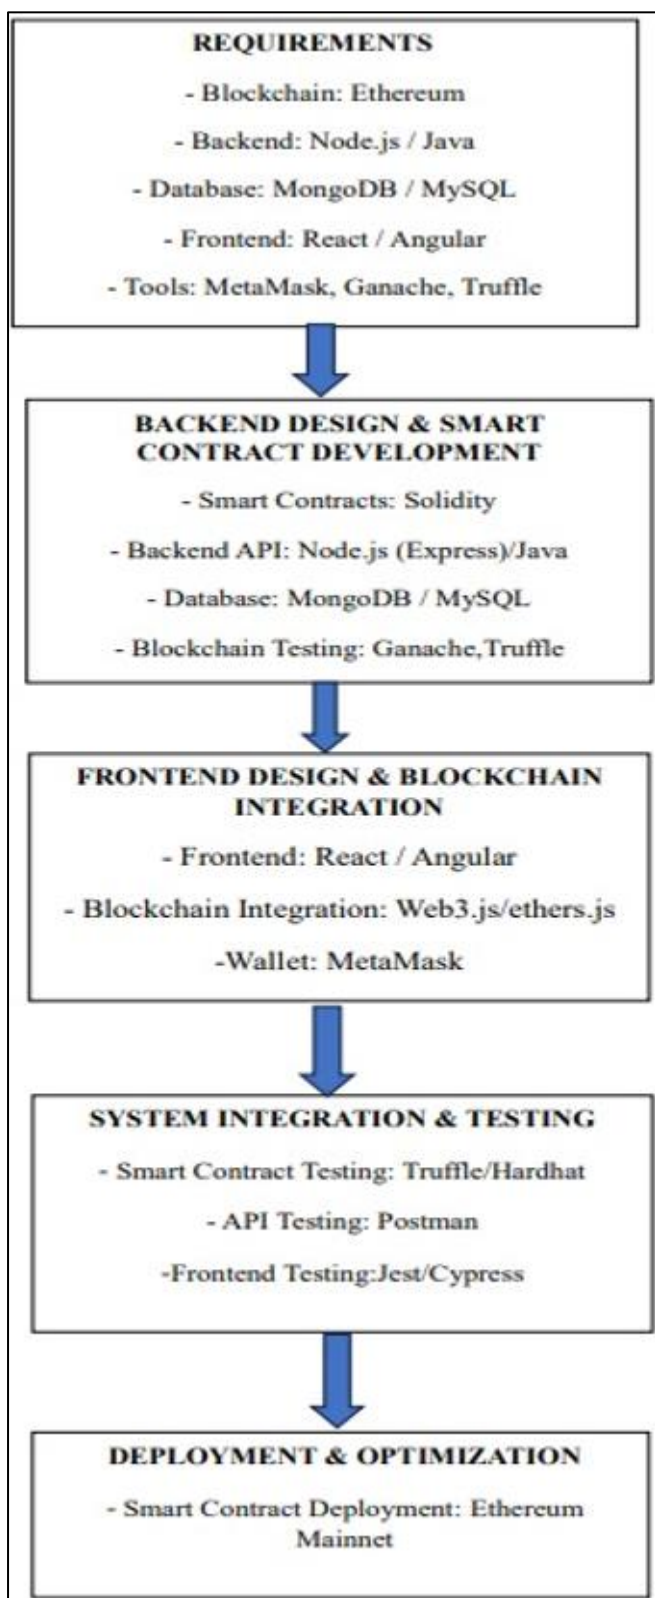 REQUIREMENTS
- Blockchain: Ethereum
- Backend: Node.js / Java
- Database: MongoDB / MySQL
- Frontend: React / Angular
- Tools: MetaMask, Ganache, Truffle
BACKEND DESIGN & SMART
CONTRACT DEVELOPMENT
- Smart Contracts: Solidity
- Backend API: Node.js (Express)/Java
- Database: MongoDB / MySQL
- Blockchain Testing: Ganache,Truffle
FRONTEND DESIGN & BLOCKCHAIN
INTEGRATION
- Frontend: React / Angular
- Blockchain Integration: Web3.js/ethers.js
-Wallet: MetaMask
SYSTEM INTEGRATION & TESTING
- Smart Contract Testing: Truffle/Hardhat
- API Testing: Postman
-Frontend Testing:Jest/Cypress
DEPLOYMENT & OPTIMIZATION
- Smart Contract Deployment: Ethereum
Mainnet